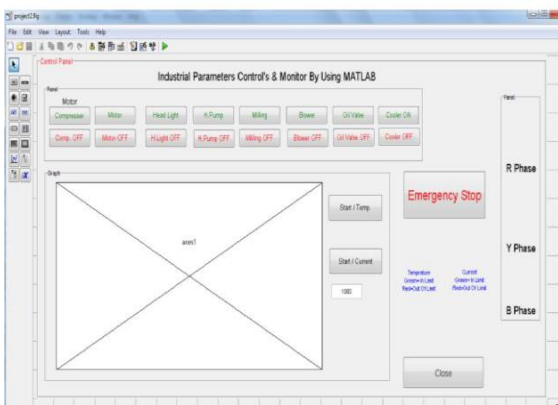 project2.fig
File Edit View Layout Tools Help
Control Panel
Industrial Parameters Control's & Monitor By Using MATLAB
Panel
Motor
Compresser Motor Head Light H.Pump Milling Blower Oil Valve Cooler ON
Comp. OFF Motor OFF H.Light OFF H.Pump OFF Milling OFF Blower OFF Oil Valve OFF Cooler OFF
Graph
axes1
Start / Temp.
Start / Current
1000
Emergency Stop
Temprature
Green= In Limit
Red=Out Of Limit
Current
Green= In Limit
Red=Out Of Limit
Close
Panel
R Phase
Y Phase
B Phase